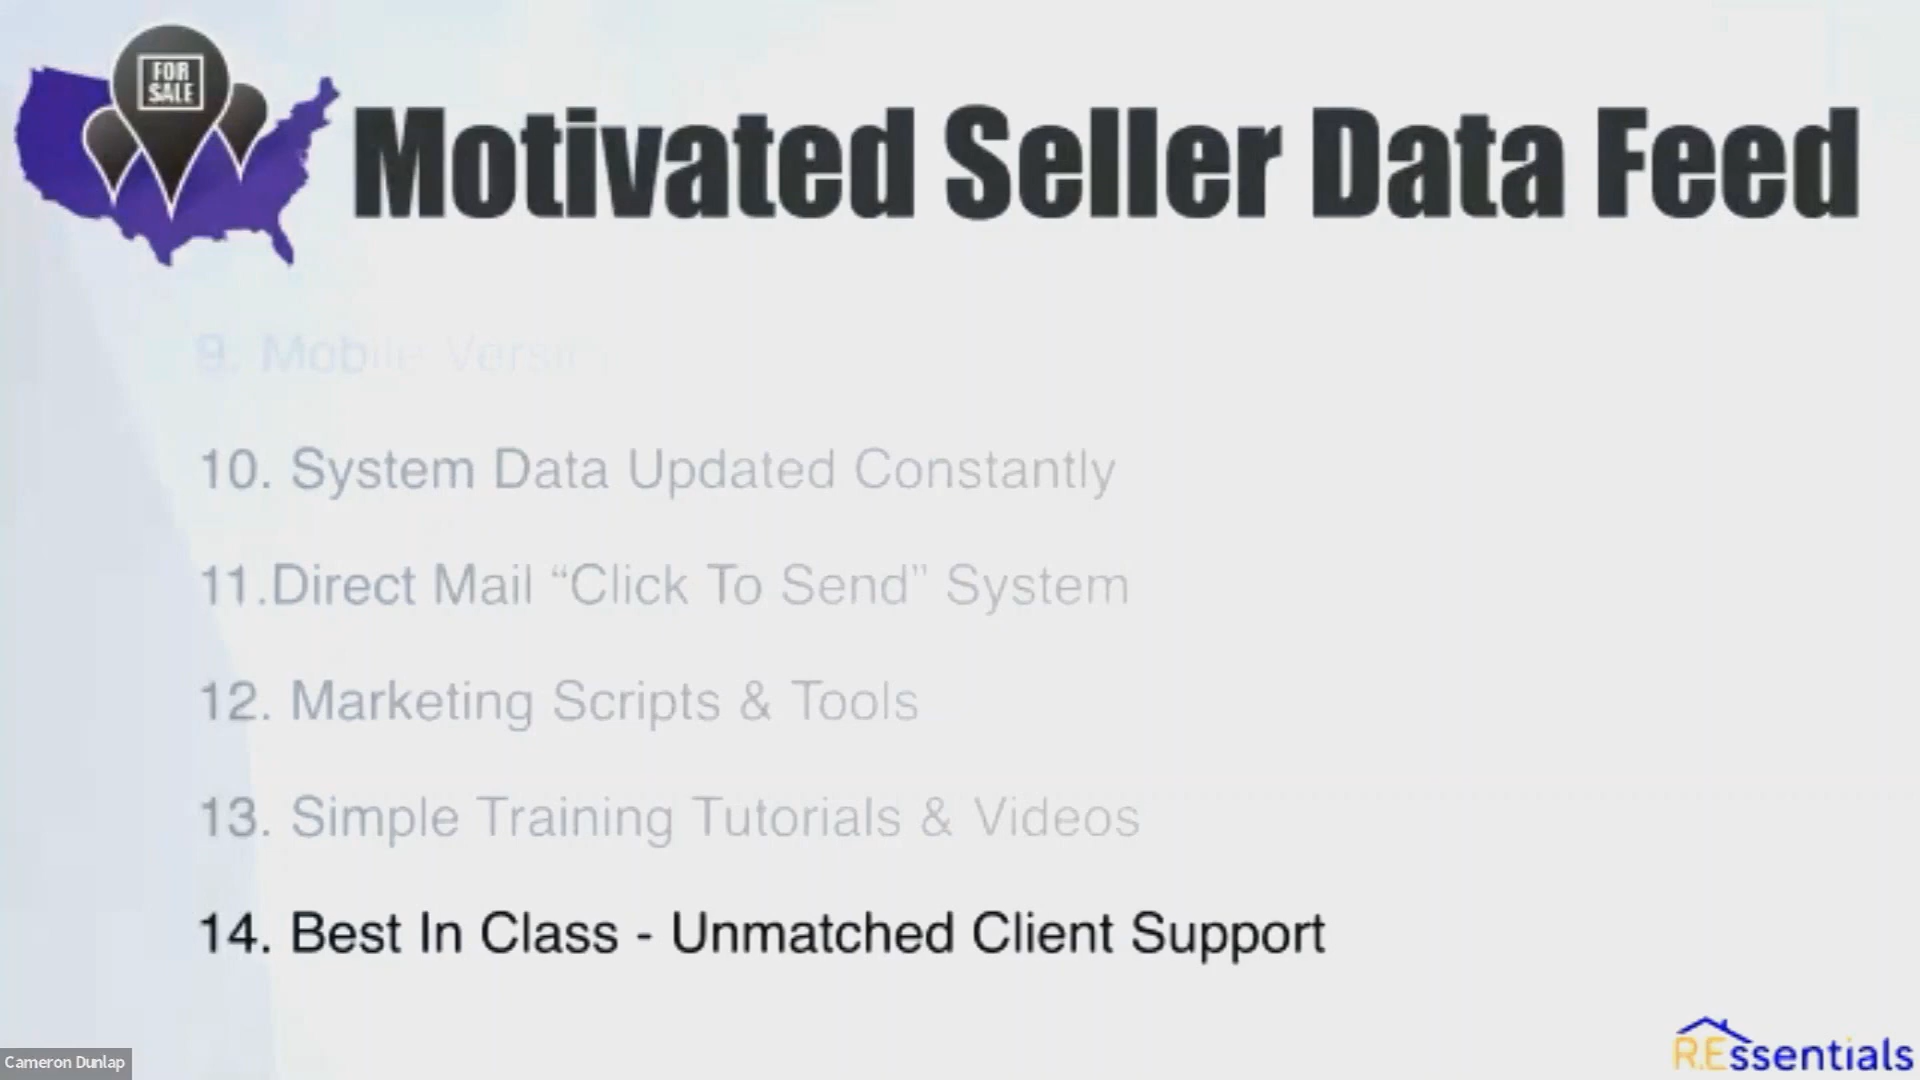 FOR
SALE
Motivated Seller Data Feed
9. Mobile Version
10. System Data Updated Constantly
11.Direct Mail “Click To Send” System
12. Marketing Scripts & Tools
13. Simple Training Tutorials & Videos
14. Best In Class - Unmatched Client Support
Cameron Dunlap
R.Essentials